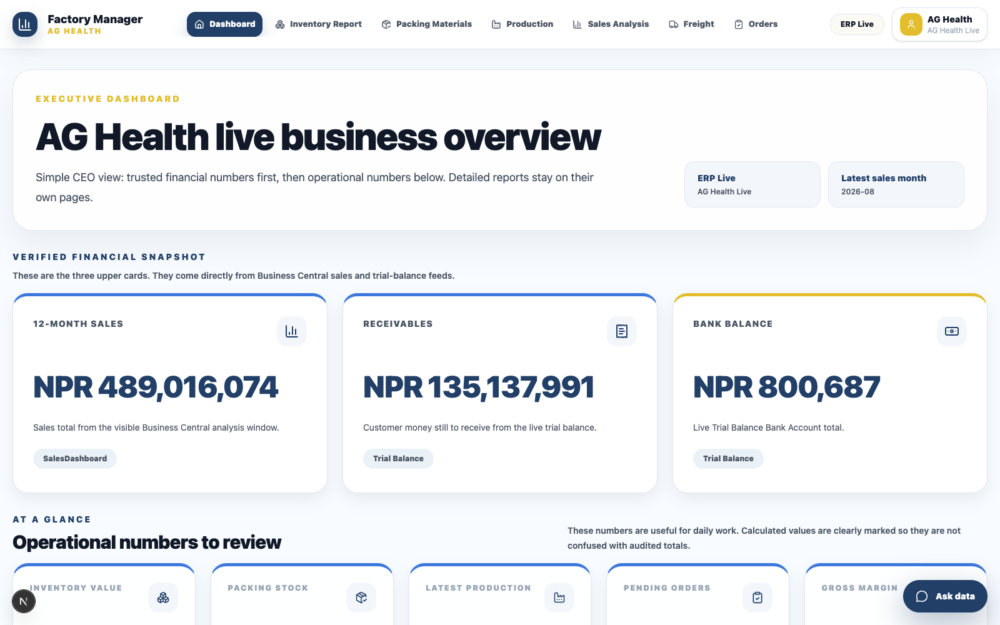 Factory Manager
AG HEALTH
Dashboard
Inventory Report
Packing Materials
Production
Sales Analysis
Freight
Orders
ERP Live
AG Health
AG Health Live
EXECUTIVE DASHBOARD
AG Health live business overview
Simple CEO view: trusted financial numbers first, then operational numbers below. Detailed reports stay on their
own pages.
ERP Live
AG Health Live
Latest sales month
2026-08
VERIFIED FINANCIAL SNAPSHOT
These are the three upper cards. They come directly from Business Central sales and trial-balance feeds.
12-MONTH SALES
NPR 489,016,074
Sales total from the visible Business Central analysis window.
SalesDashboard
RECEIVABLES
NPR 135,137,991
Customer money still to receive from the live trial balance.
Trial Balance
BANK BALANCE
NPR 800,687
Live Trial Balance Bank Account total.
Trial Balance
AT A GLANCE
Operational numbers to review
These numbers are useful for daily work. Calculated values are clearly marked so they are not
confused with audited totals.
INVENTORY VALUE
PACKING STOCK
LATEST PRODUCTION
PENDING ORDERS
GROSS MARGIN
N
Ask data